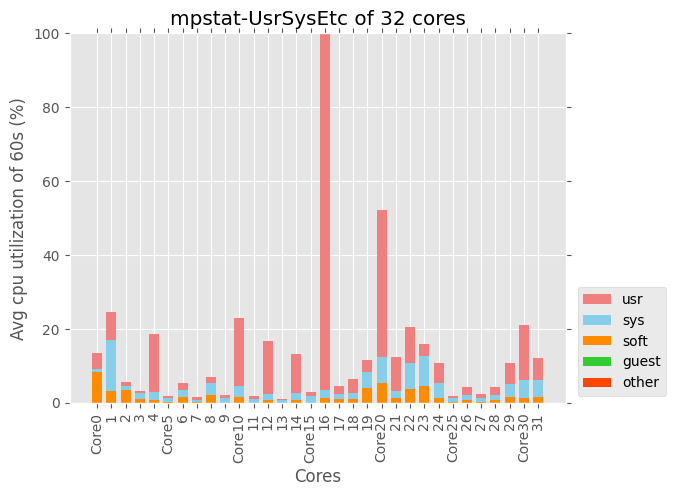 mpstat-UsrSysEtc of 32 cores
Avg cpu utilization of 60s (%)
100
80
60
40
20
0
Core0
1
2
3
4
Core5
6
7
8
9
Core10
11
12
13
14
Core15
16
17
18
19
Core20
21
22
23
24
Core25
26
27
28
29
Core30
31
Cores
usr
sys
soft
guest
other